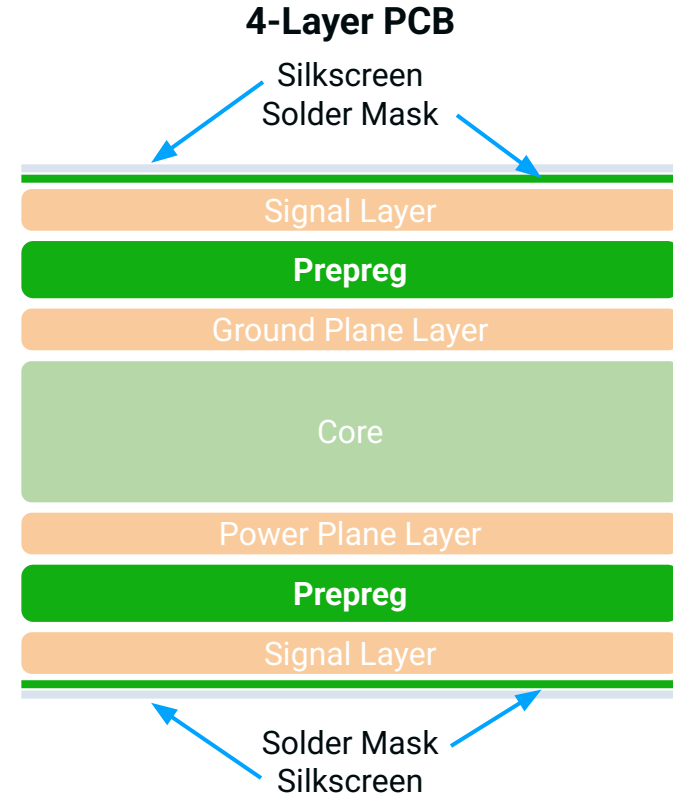 4-Layer PCB
Silkscreen
Solder Mask
Signal Layer
Prepreg
Ground Plane Layer
Core
Power Plane Layer
Prepreg
Signal Layer
Solder Mask
Silkscreen